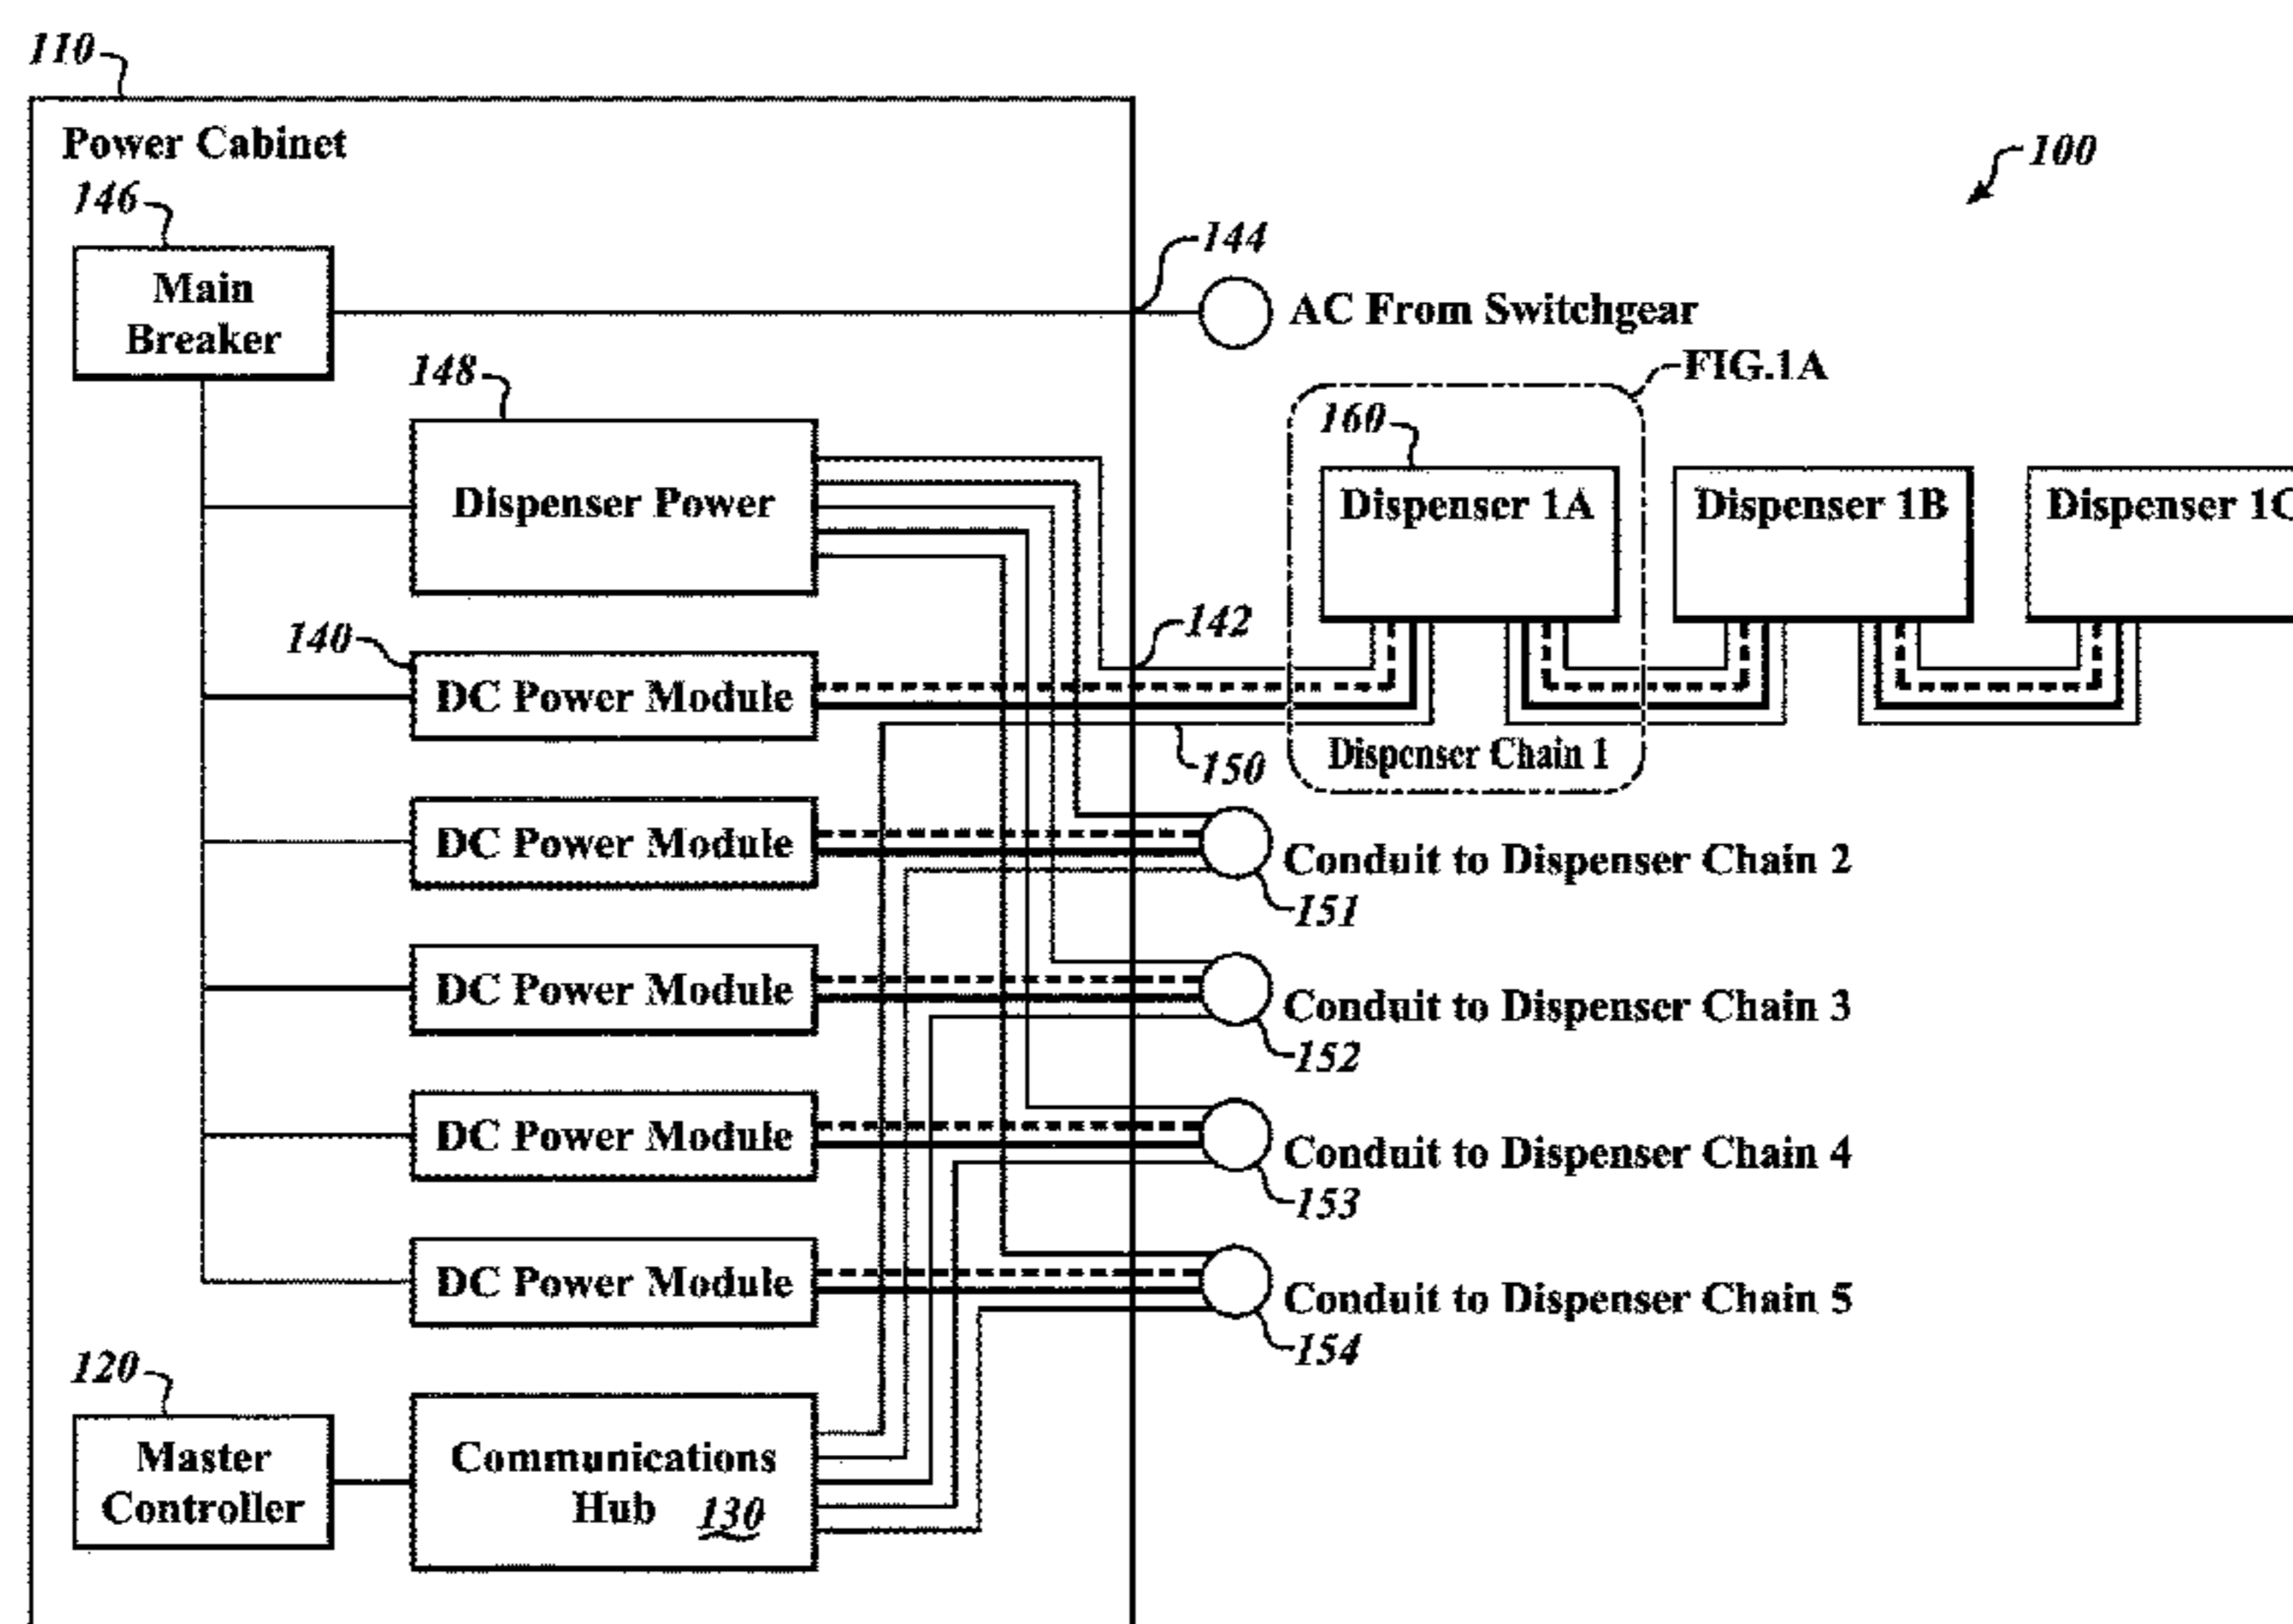 110
Power Cabinet
100
146
144
Main
Breaker
AC From Switchgear
148
FIG.1A
160
Dispenser Power
Dispenser 1A
Dispenser 1B
Dispenser 1C
140
142
DC Power Module
150
Dispenser Chain 1
DC Power Module
Conduit to Dispenser Chain 2
151
DC Power Module
Conduit to Dispenser Chain 3
152
DC Power Module
Conduit to Dispenser Chain 4
153
DC Power Module
Conduit to Dispenser Chain 5
154
120
Master
Controller
Communications
Hub 130